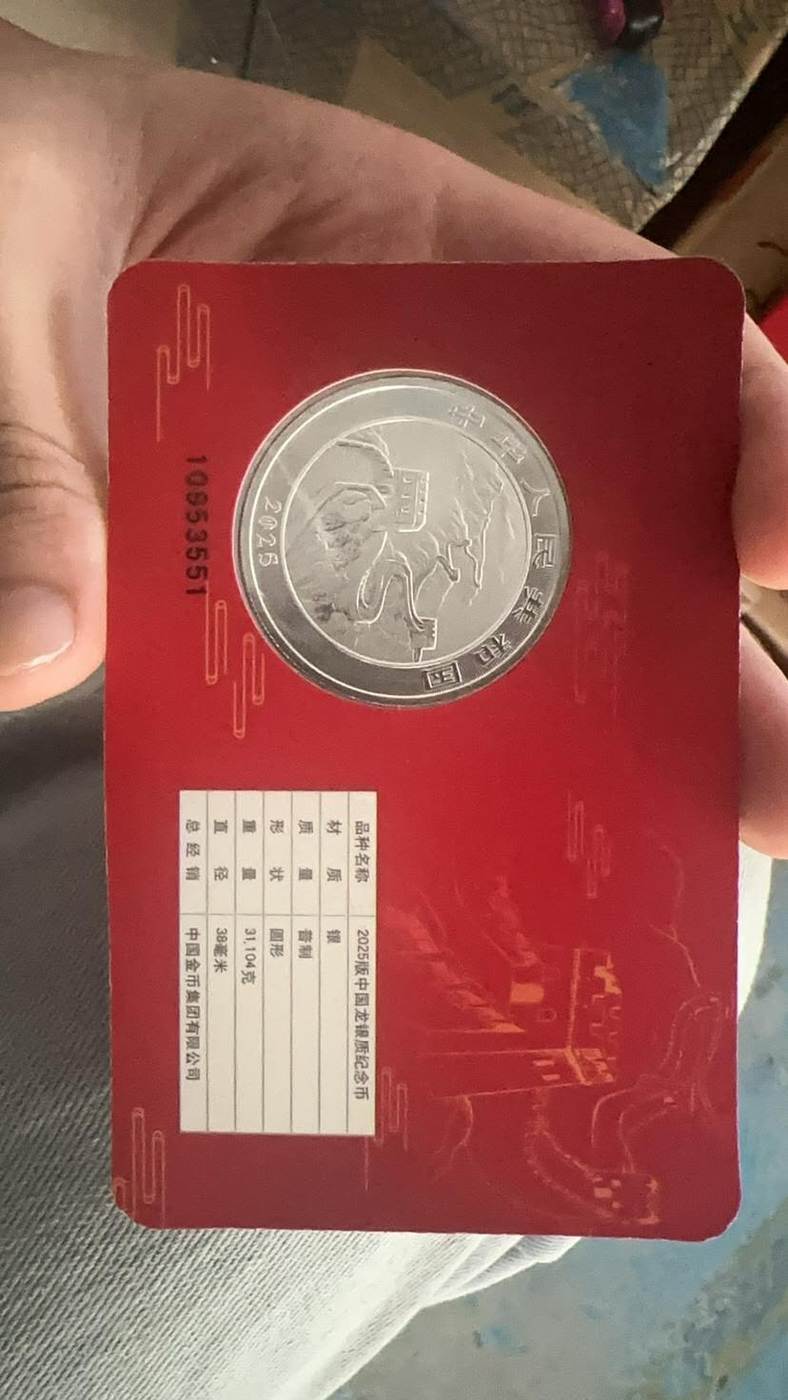 中华人民共和国
2025
10953551
品种名称 2025版中国龙银质纪念币
材质 银
质量 普制
形状 圆形
重量 31.104克
直径 38毫米
总经销 中国金币集团有限公司